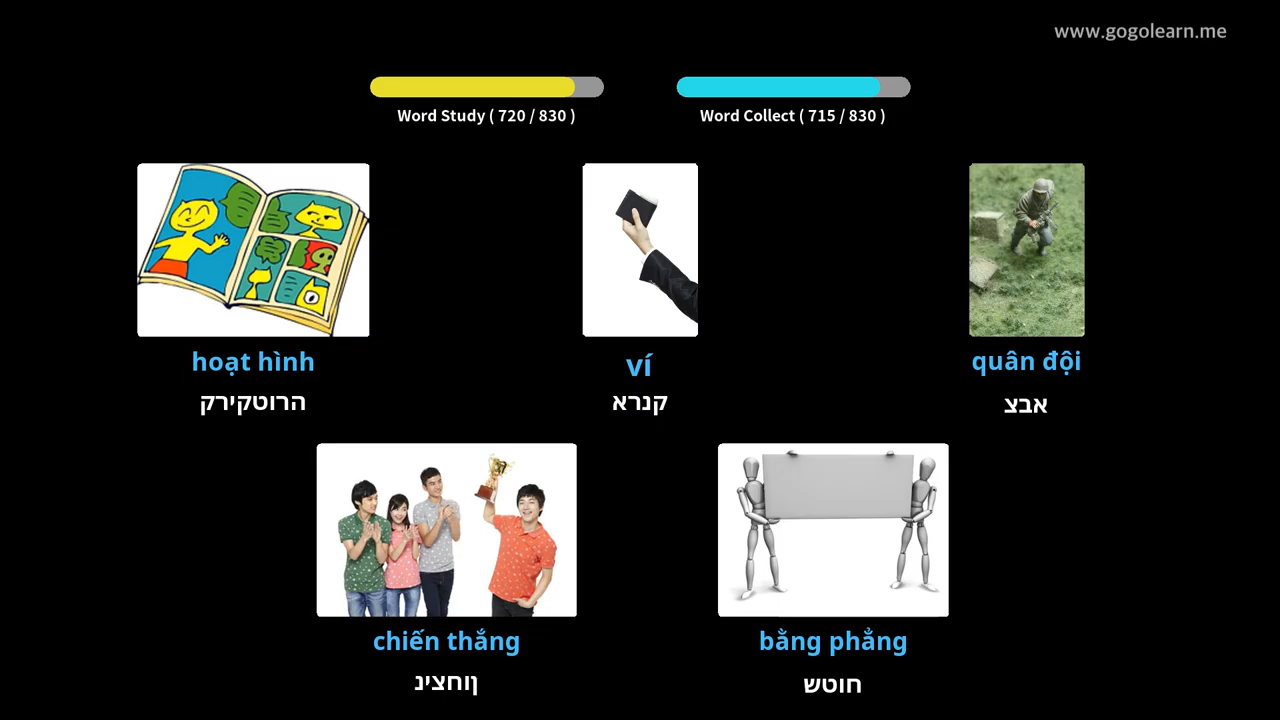 www.gogolearn.me
Word Study ( 720 / 830 )
Word Collect ( 715 / 830 )
hoạt hình
הרוטקירק
ví
קנרא
quân đội
אבצ
chiến thắng
ןוחצינ
bằng phẳng
חוטש